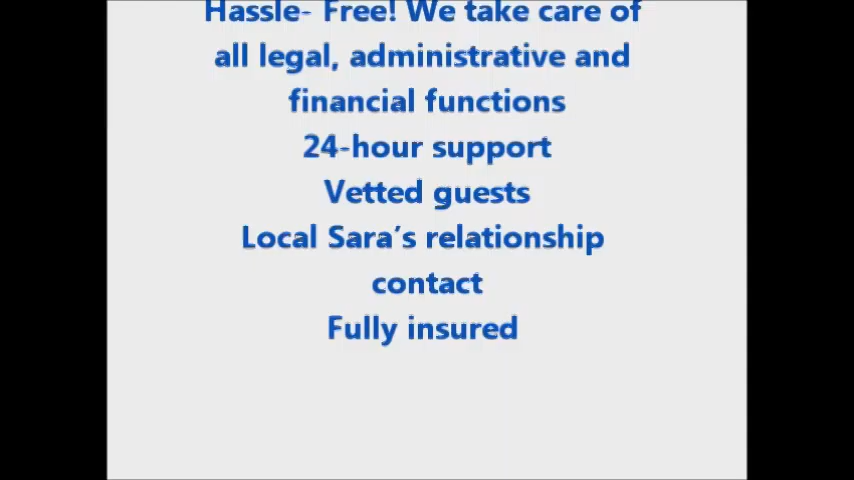 Hassle- Free! We take care of
all legal, administrative and
financial functions
24-hour support
Vetted guests
Local Sara’s relationship
contact
Fully insured